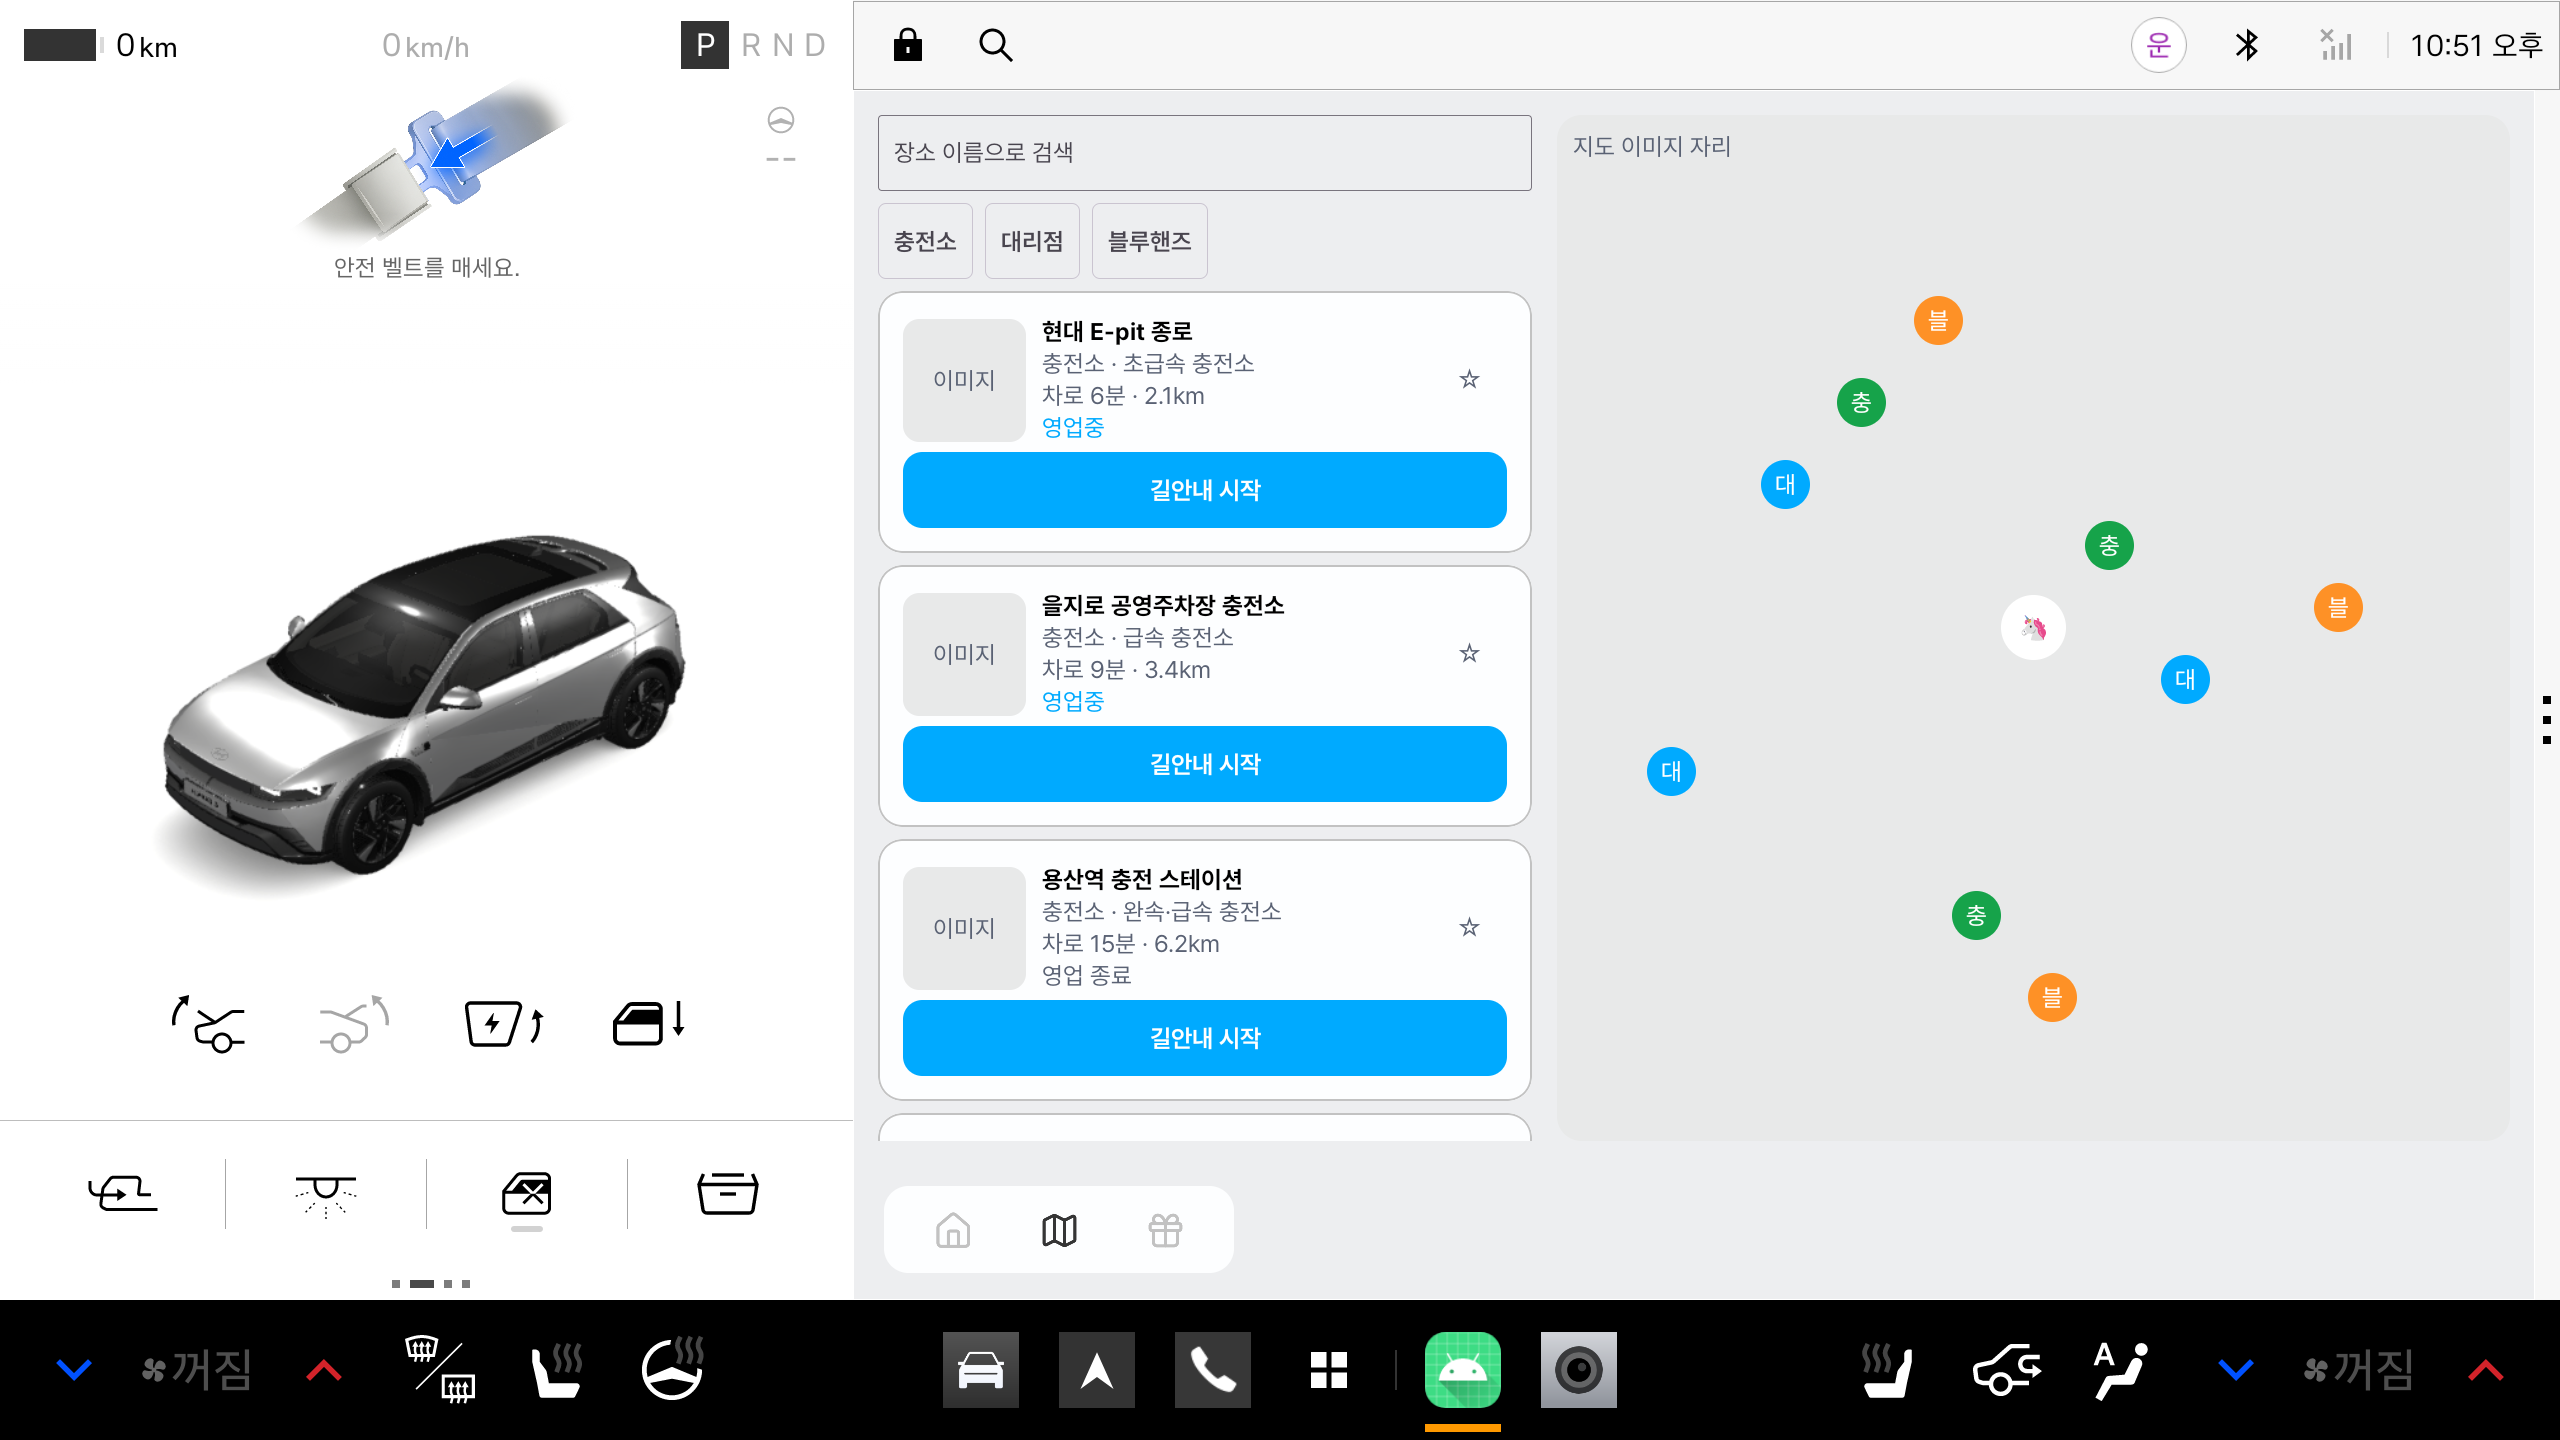 0 km
0 km/h
P R N D
운
10:51 오후
안전 벨트를 매세요.
장소 이름으로 검색
충전소
대리점
블루핸즈
이미지
현대 E-pit 종로
충전소 · 초급속 충전소
차로 6분 · 2.1km
영업중
길안내 시작
이미지
을지로 공영주차장 충전소
충전소 · 급속 충전소
차로 9분 · 3.4km
영업중
길안내 시작
이미지
용산역 충전 스테이션
충전소 · 완속·급속 충전소
차로 15분 · 6.2km
영업 종료
길안내 시작
지도 이미지 자리
블
충
대
충
블
대
대
충
블
꺼짐
A
꺼짐